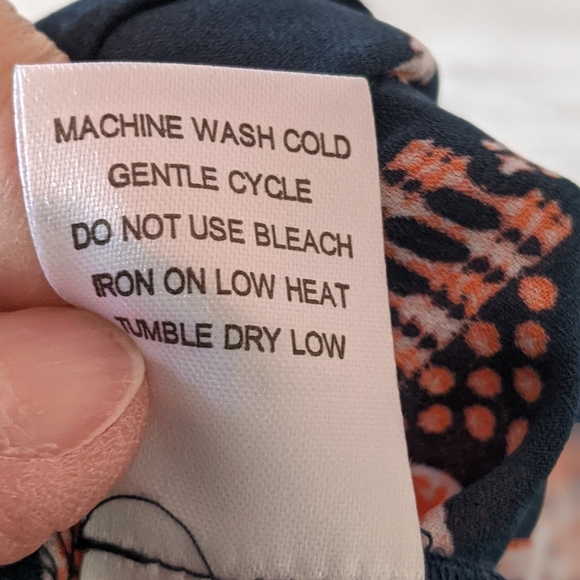 MACHINE WASH COLD
GENTLE CYCLE
DO NOT USE BLEACH
IRON ON LOW HEAT
TUMBLE DRY LOW